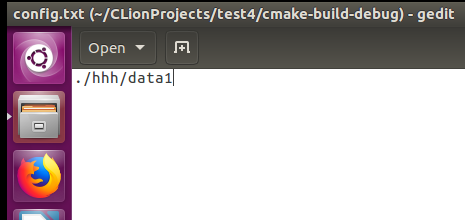 config.txt (~/CLionProjects/test4/cmake-build-debug) - gedit
Open
./hhh/data1